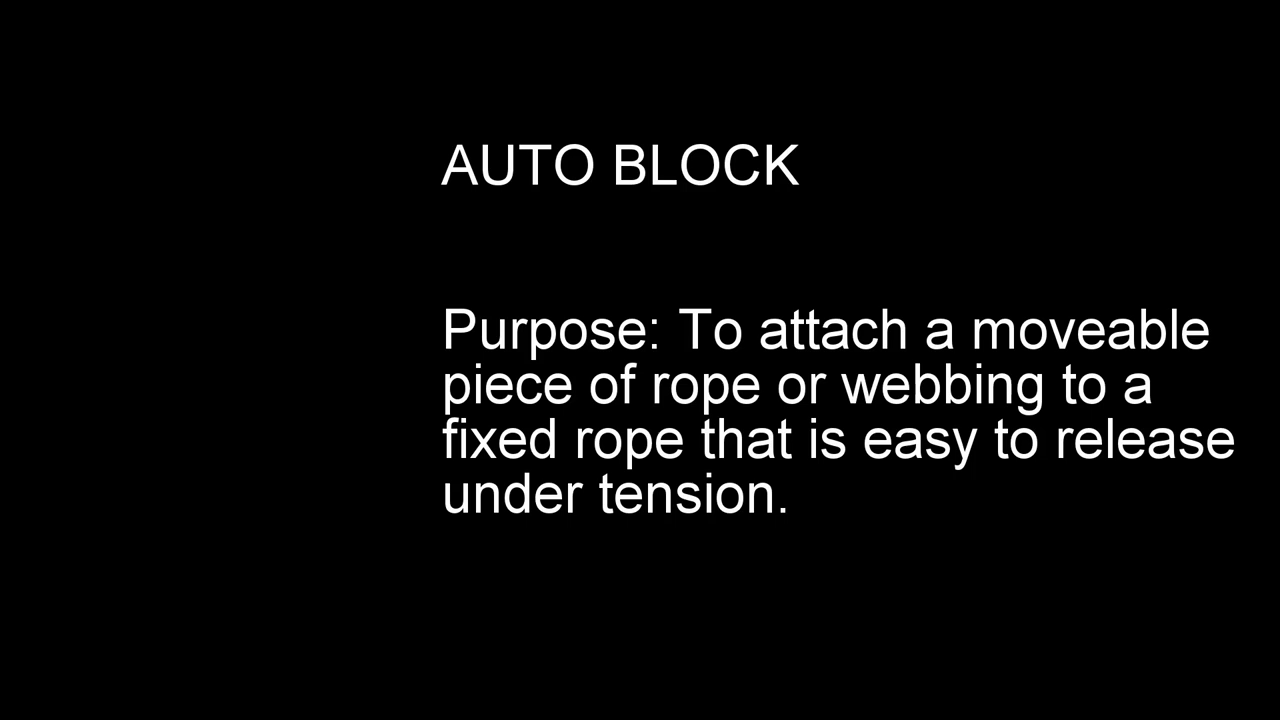 AUTO BLOCK
Purpose: To attach a moveable
piece of rope or webbing to a
fixed rope that is easy to release
under tension.